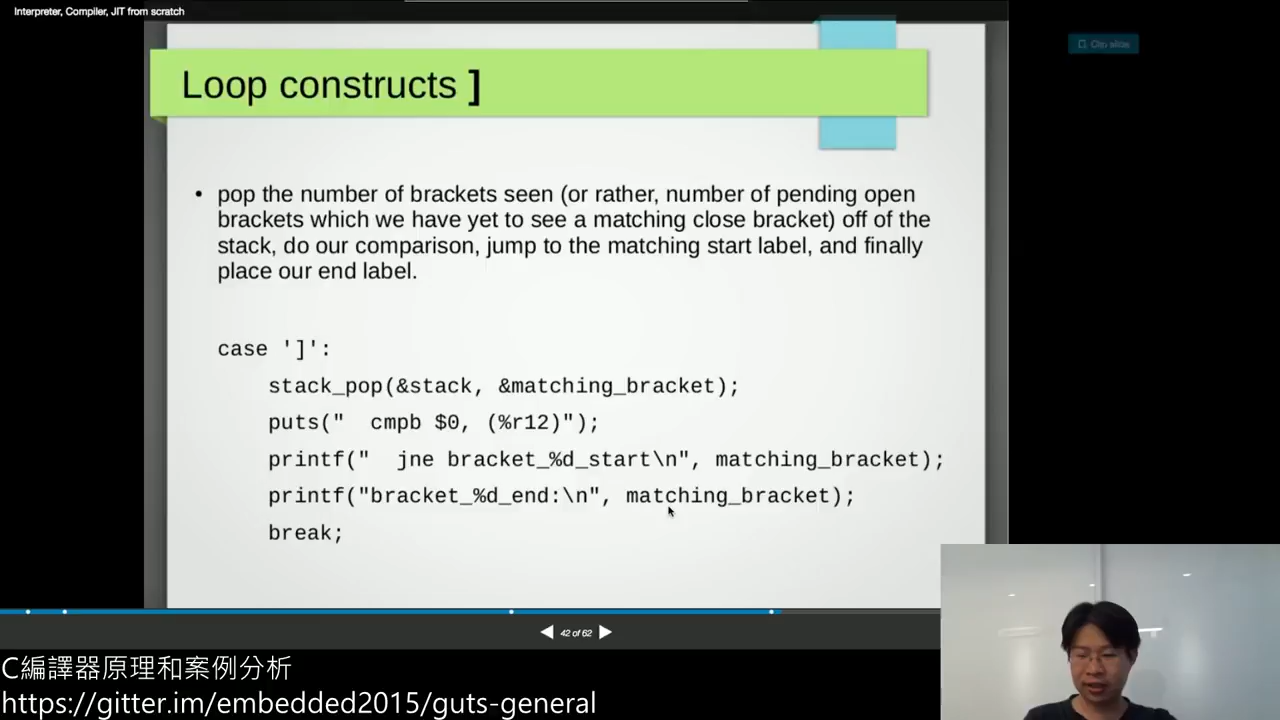 Interpreter, Compiler, JIT from scratch
Clip slide
Loop constructs ]
• pop the number of brackets seen (or rather, number of pending open
brackets which we have yet to see a matching close bracket) off of the
stack, do our comparison, jump to the matching start label, and finally
place our end label.
case ']':
stack_pop(&stack, &matching_bracket);
puts("  cmpb $0, (%r12)");
printf("  jne bracket_%d_start\n", matching_bracket);
printf("bracket_%d_end:\n", matching_bracket);
break;
42 of 62
C編譯器原理和案例分析
https://gitter.im/embedded2015/guts-general